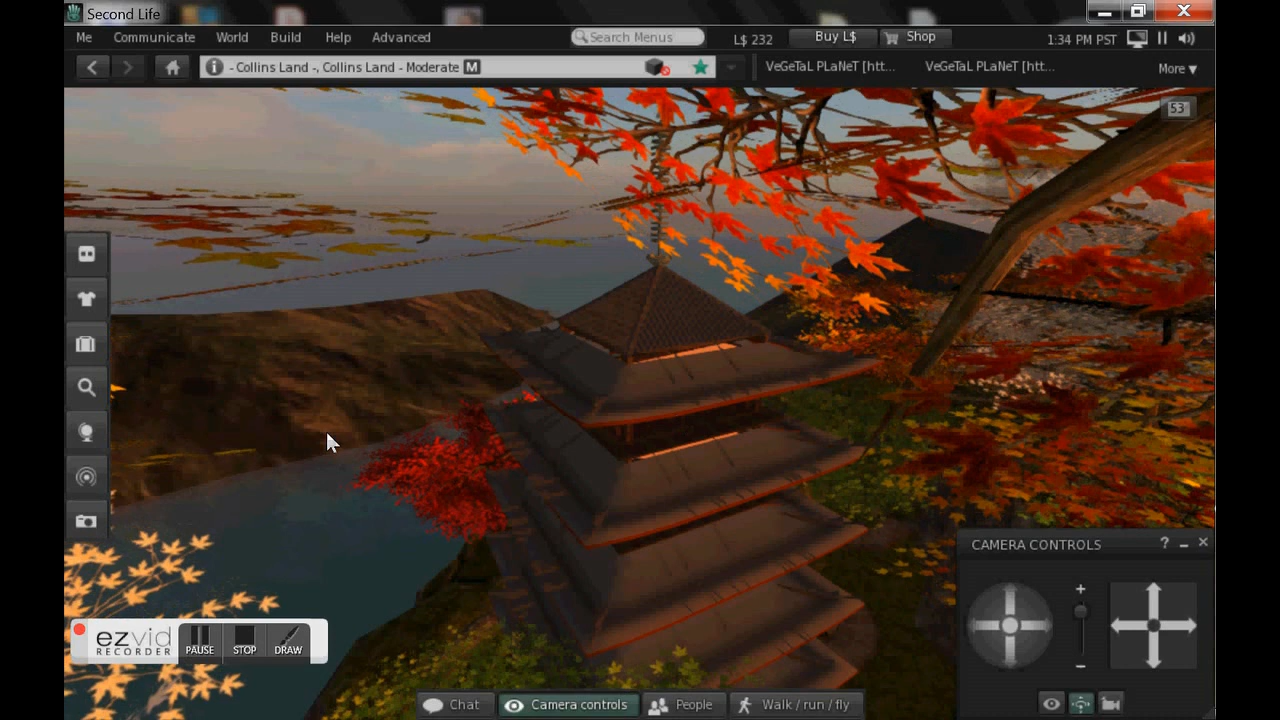 Second Life
Me Communicate World Build Help Advanced Search Menus L$ 232 Buy L$ Shop 1:34 PM PST
- Collins Land -, Collins Land - Moderate M VeGeTaL PLaNeT [htt... VeGeTaL PLaNeT [htt... More
53
CAMERA CONTROLS ?
ezvid
RECORDER
PAUSE STOP DRAW
Chat Camera controls People Walk / run / fly